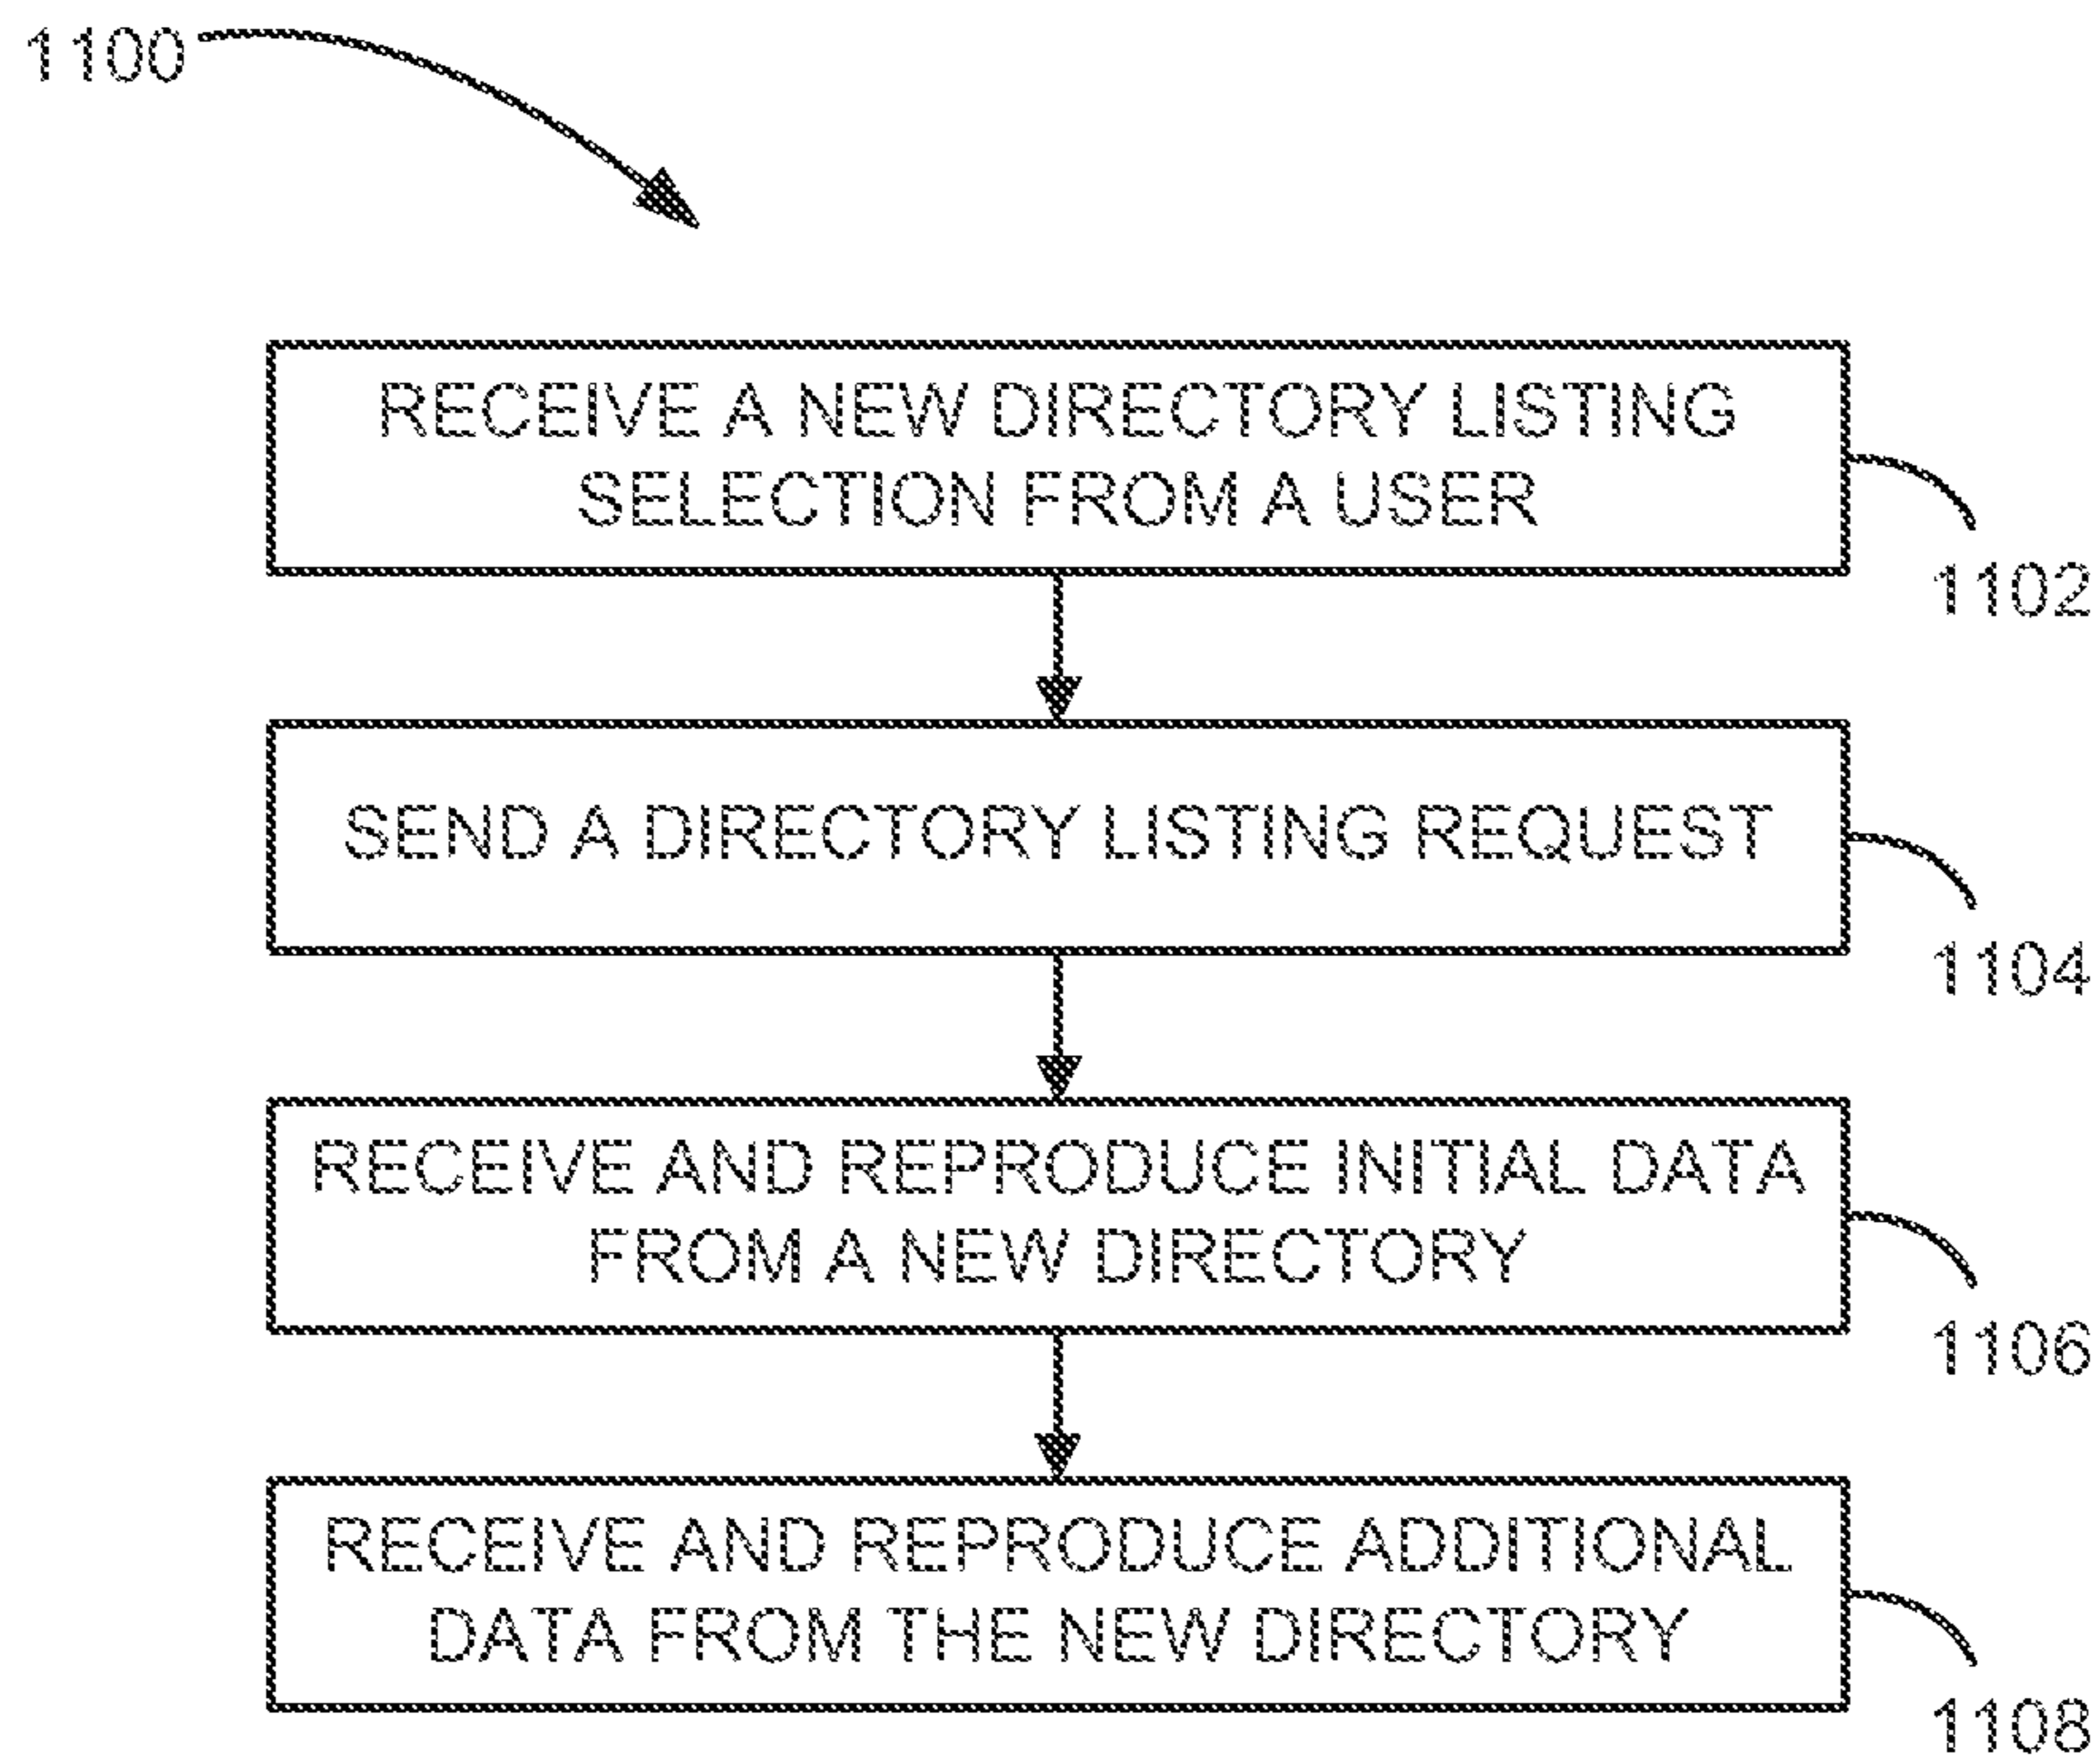 1100
RECEIVE A NEW DIRECTORY LISTING
SELECTION FROM A USER
1102
SEND A DIRECTORY LISTING REQUEST
1104
RECEIVE AND REPRODUCE INITIAL DATA
FROM A NEW DIRECTORY
1106
RECEIVE AND REPRODUCE ADDITIONAL
DATA FROM THE NEW DIRECTORY
1108